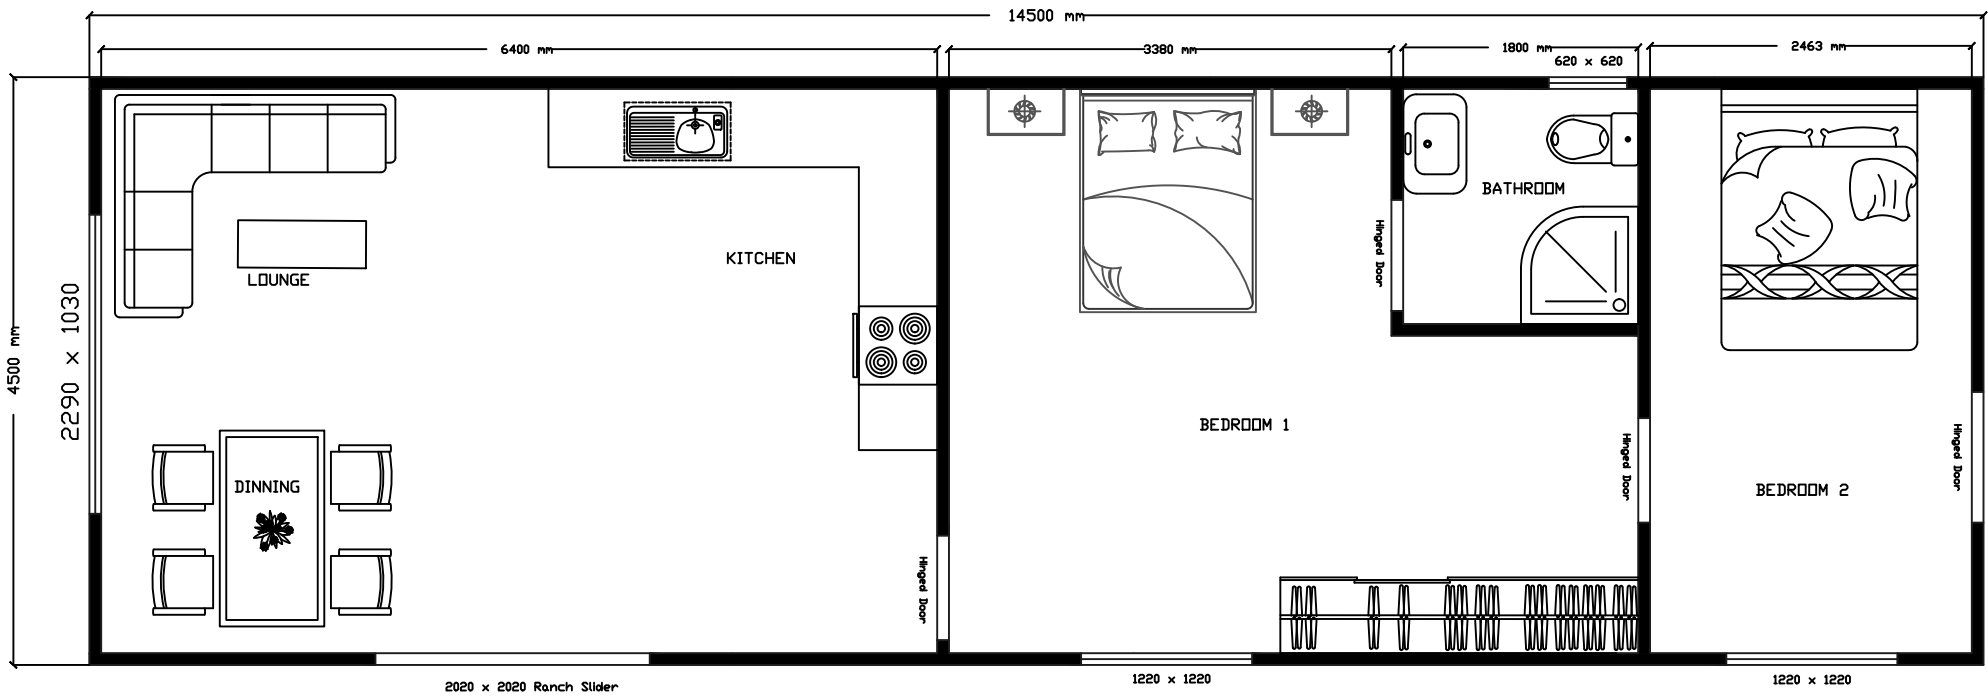 14500 mm
6400 mm
3380 mm
1800 mm
2463 mm
620 x 620
BATHROOM
Hinged Door
KITCHEN
LOUNGE
2290 x 1030
4500 mm
BEDROOM 1
Hinged Door
Hinged Door
DINNING
BEDROOM 2
Hinged Door
2020 x 2020 Ranch Slider
1220 x 1220
1220 x 1220